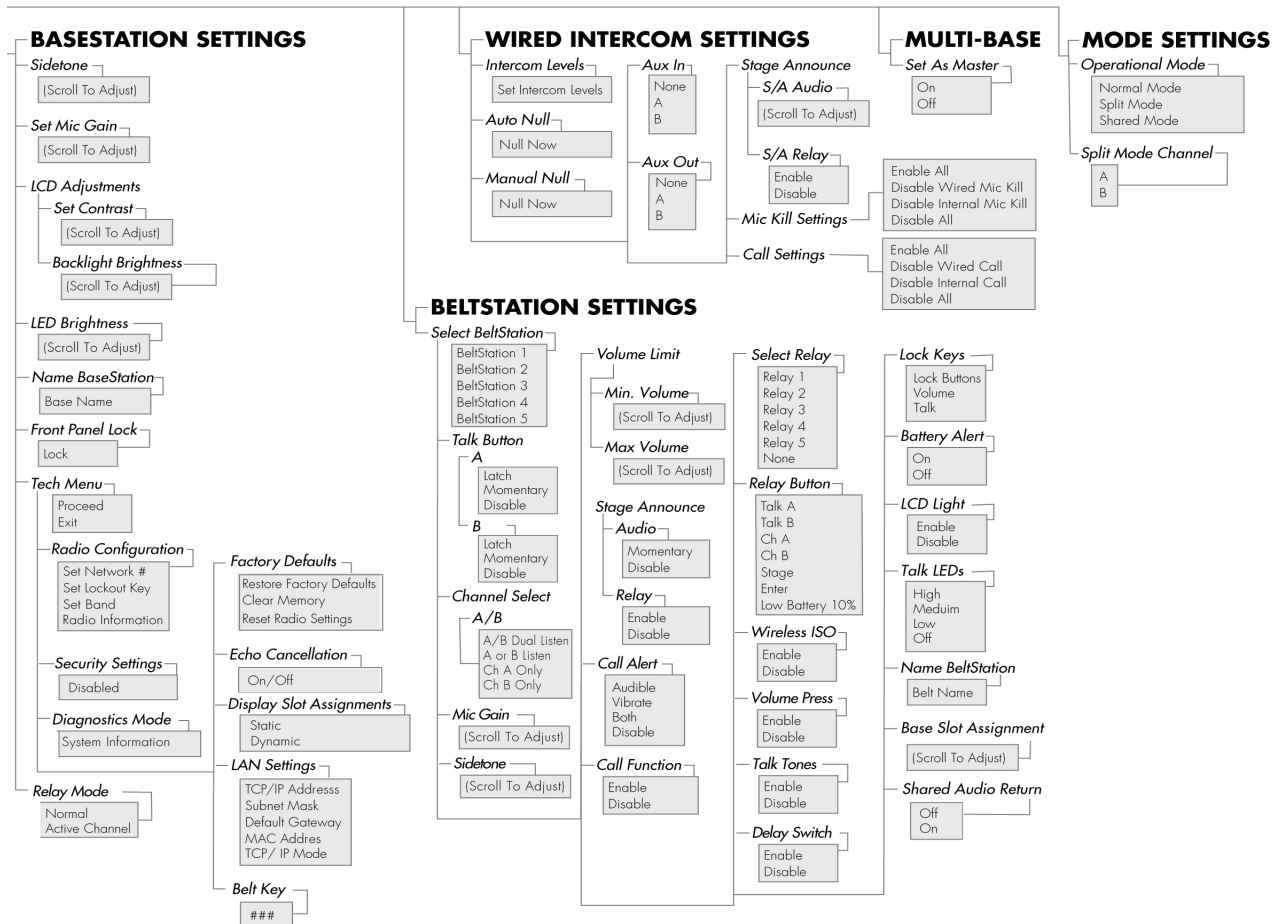 BASESTATION SETTINGS
Sidetone
(Scroll To Adjust)
Set Mic Gain
(Scroll To Adjust)
LCD Adjustments
Set Contrast
(Scroll To Adjust)
Backlight Brightness
(Scroll To Adjust)
LED Brightness
(Scroll To Adjust)
Name BaseStation
Base Name
Front Panel Lock
Lock
Tech Menu
Proceed
Exit
Radio Configuration
Set Network #
Set Lockout Key
Set Band
Radio Information
Security Settings
Disabled
Diagnostics Mode
System Information
Relay Mode
Normal
Active Channel
Factory Defaults
Restore Factory Defaults
Clear Memory
Reset Radio Settings
Echo Cancellation
On/Off
Display Slot Assignments
Static
Dynamic
LAN Settings
TCP/IP Addresss
Subnet Mask
Default Gateway
MAC Addres
TCP/ IP Mode
Belt Key
###
WIRED INTERCOM SETTINGS
Intercom Levels
Set Intercom Levels
Auto Null
Null Now
Manual Null
Null Now
Aux In
None
A
B
Aux Out
None
A
B
Stage Announce
S/A Audio
(Scroll To Adjust)
S/A Relay
Enable
Disable
Mic Kill Settings
Enable All
Disable Wired Mic Kill
Disable Internal Mic Kill
Disable All
Call Settings
Enable All
Disable Wired Call
Disable Internal Call
Disable All
MULTI-BASE
Set As Master
On
Off
MODE SETTINGS
Operational Mode
Normal Mode
Split Mode
Shared Mode
Split Mode Channel
A
B
BELTSTATION SETTINGS
Select BeltStation
BeltStation 1
BeltStation 2
BeltStation 3
BeltStation 4
BeltStation 5
Talk Button
A
Latch
Momentary
Disable
B
Latch
Momentary
Disable
Channel Select
A/B
A/B Dual Listen
A or B Listen
Ch A Only
Ch B Only
Mic Gain
(Scroll To Adjust)
Sidetone
(Scroll To Adjust)
Volume Limit
Min. Volume
(Scroll To Adjust)
Max Volume
(Scroll To Adjust)
Stage Announce
Audio
Momentary
Disable
Relay
Enable
Disable
Call Alert
Audible
Vibrate
Both
Disable
Call Function
Enable
Disable
Select Relay
Relay 1
Relay 2
Relay 3
Relay 4
Relay 5
None
Relay Button
Talk A
Talk B
Ch A
Ch B
Stage
Enter
Low Battery 10%
Wireless ISO
Enable
Disable
Volume Press
Enable
Disable
Talk Tones
Enable
Disable
Delay Switch
Enable
Disable
Lock Keys
Lock Buttons
Volume
Talk
Battery Alert
On
Off
LCD Light
Enable
Disable
Talk LEDs
High
Meduim
Low
Off
Name BeltStation
Belt Name
Base Slot Assignment
(Scroll To Adjust)
Shared Audio Return
Off
On